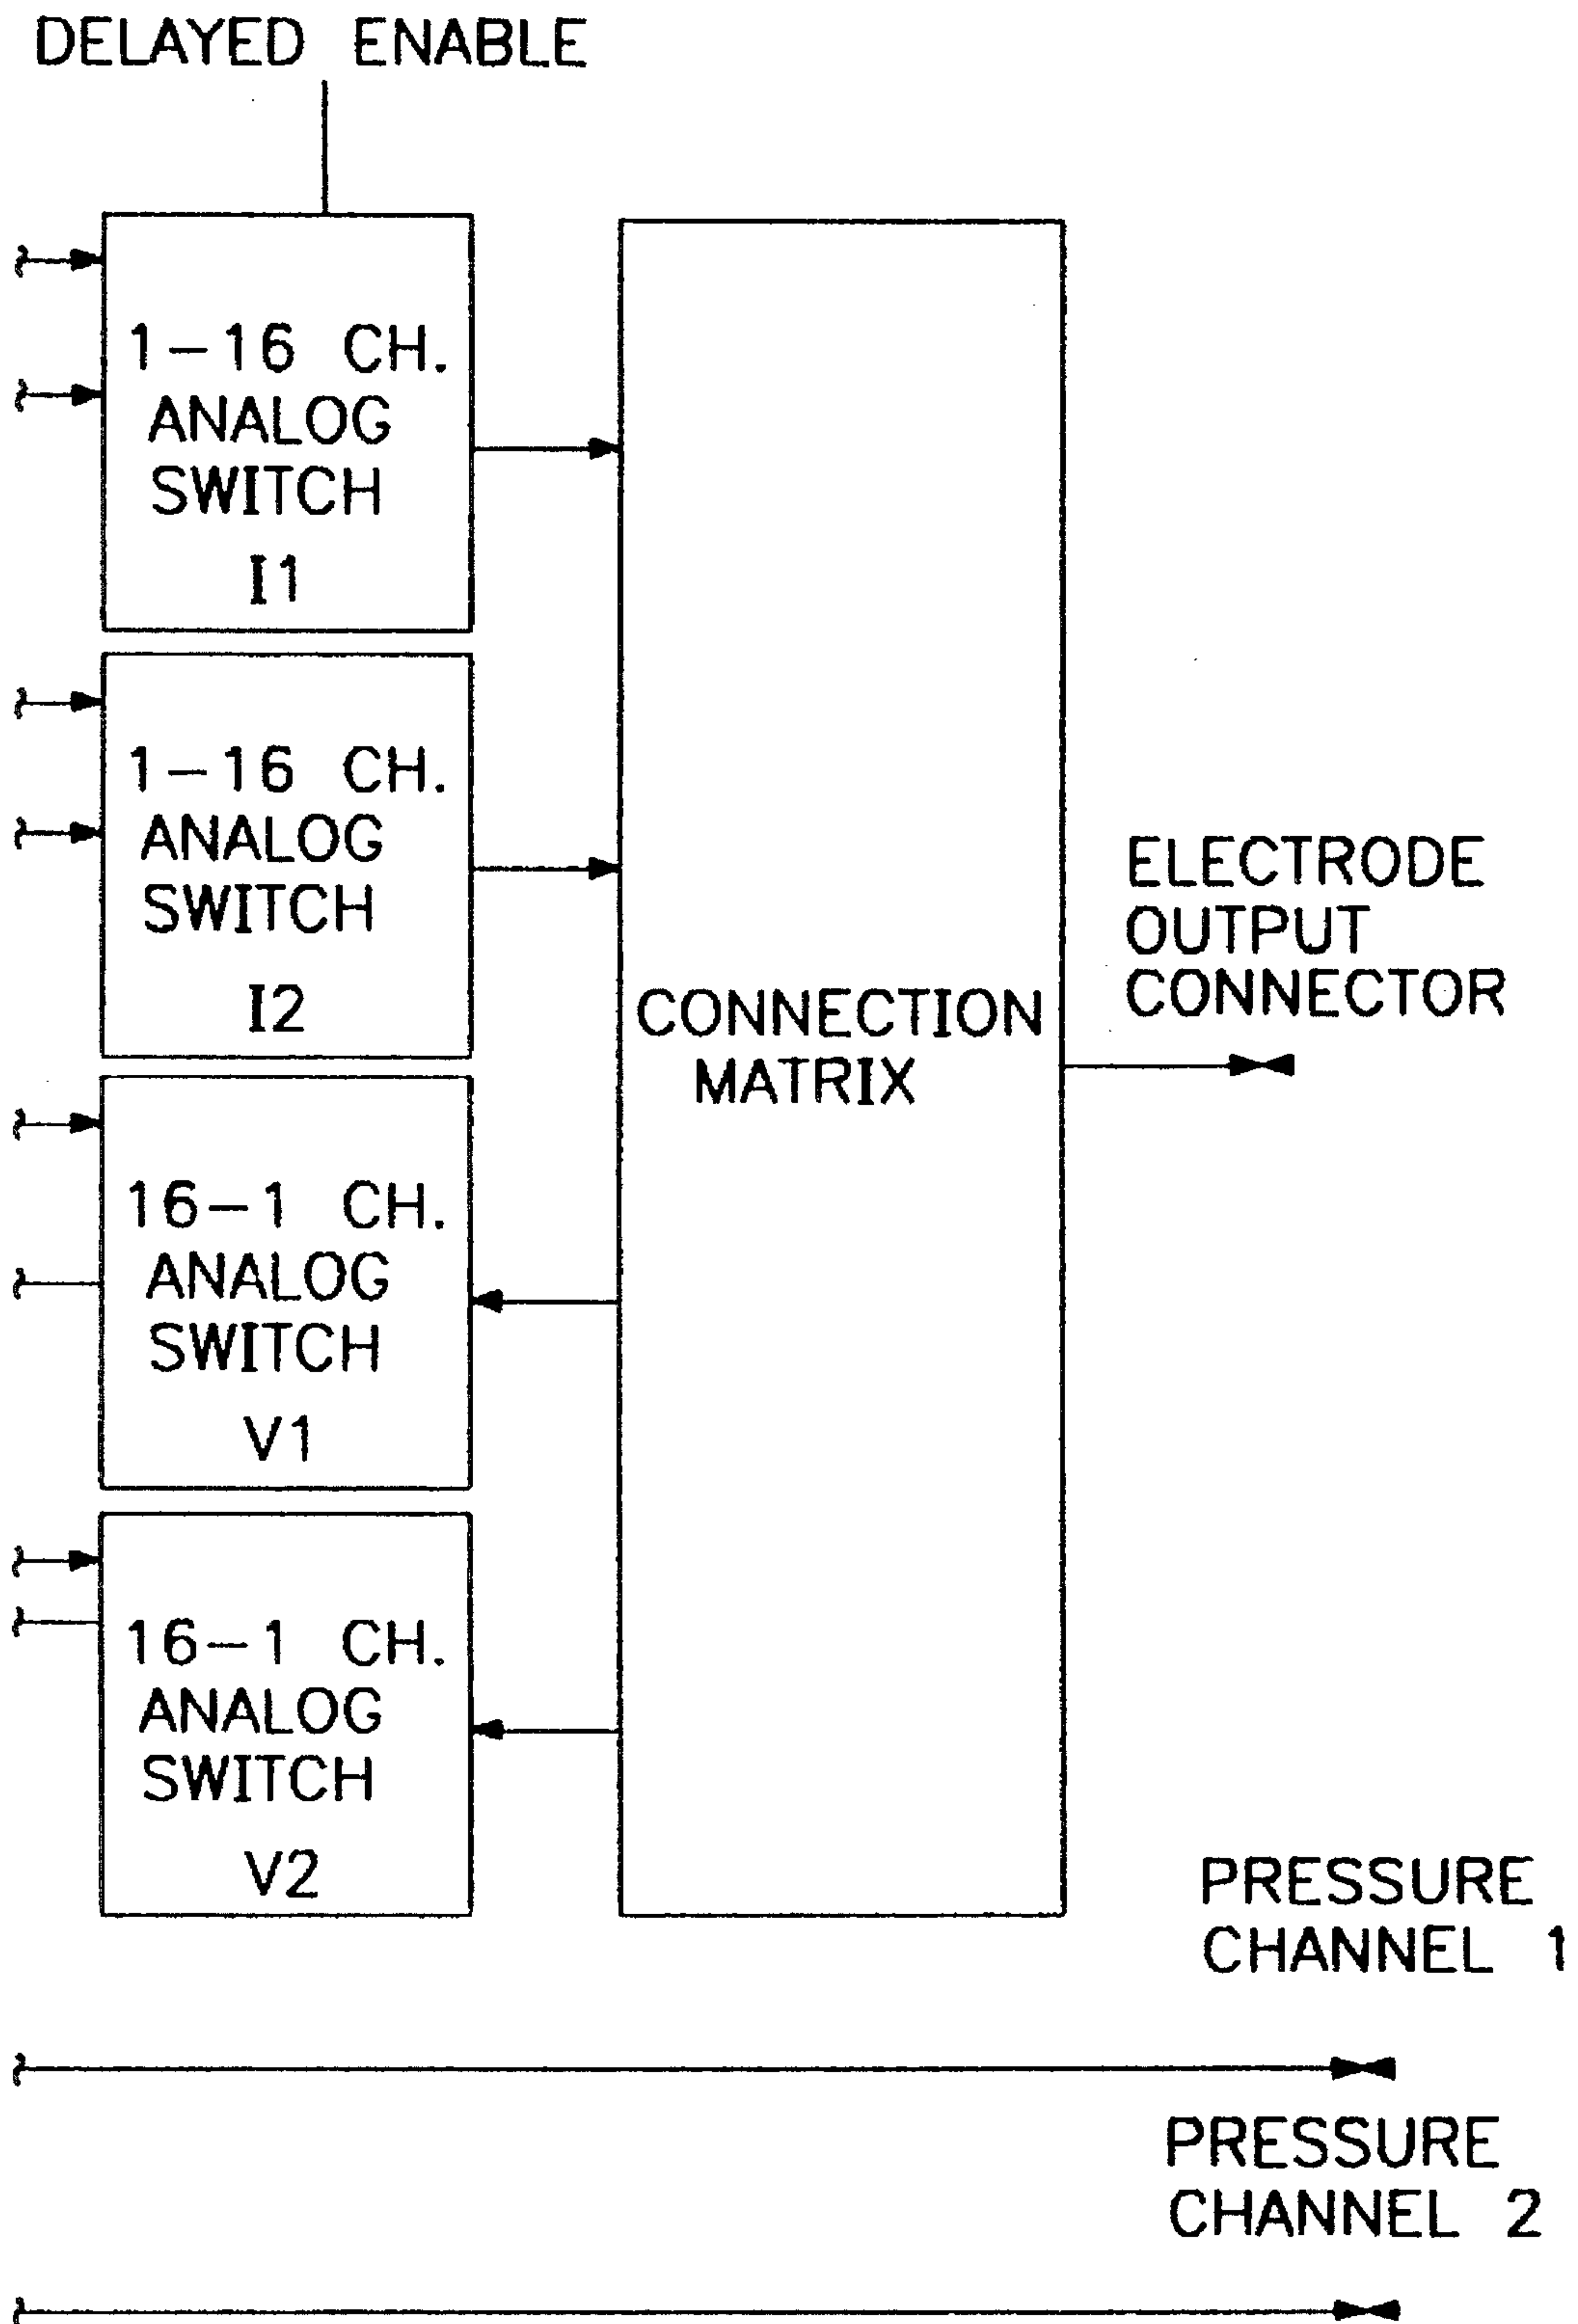 DELAYED ENABLE
1-16 CH.
ANALOG
SWITCH
I1
1-16 CH.
ANALOG
SWITCH
I2
16-1 CH.
ANALOG
SWITCH
V1
16-1 CH.
ANALOG
SWITCH
V2
CONNECTION
MATRIX
ELECTRODE
OUTPUT
CONNECTOR
PRESSURE
CHANNEL 1
PRESSURE
CHANNEL 2